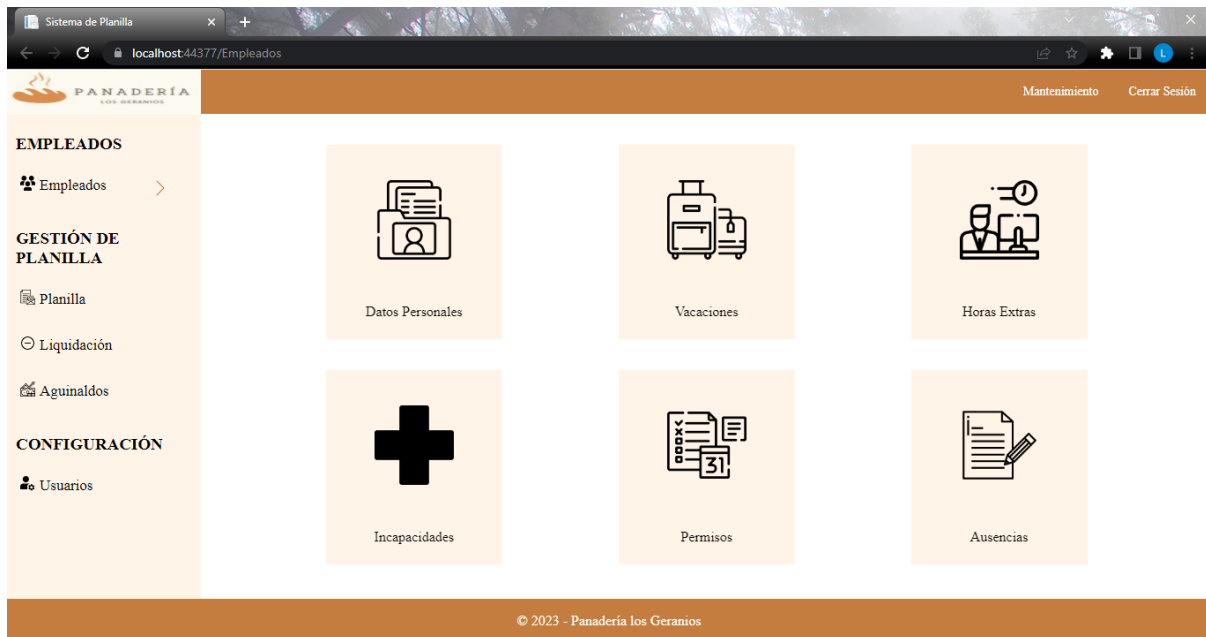 Sistema de Planilla
localhost:44377/Empleados
L
PANADERÍA
LOS GERANIOS
Mantenimiento
Cerrar Sesión
EMPLEADOS
Empleados
GESTIÓN DE
PLANILLA
Planilla
Liquidación
Aguinaldos
CONFIGURACIÓN
Usuarios
Datos Personales
Vacaciones
Horas Extras
31
Incapacidades
Permisos
Ausencias
© 2023 - Panadería los Geranios